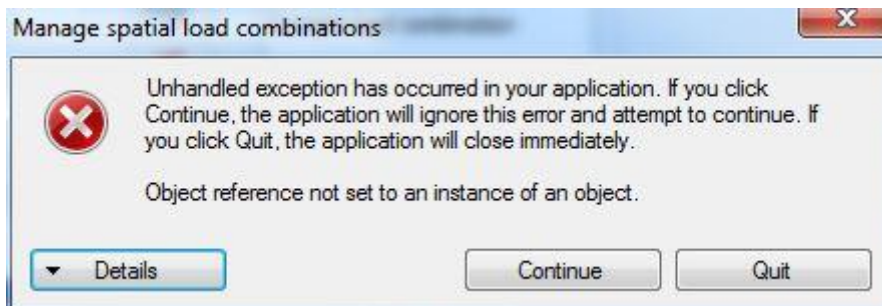 Manage spatial load combinations
Unhandled exception has occurred in your application. If you click
Continue, the application will ignore this error and attempt to continue. If
you click Quit, the application will close immediately.
Object reference not set to an instance of an object.
Details
Continue
Quit